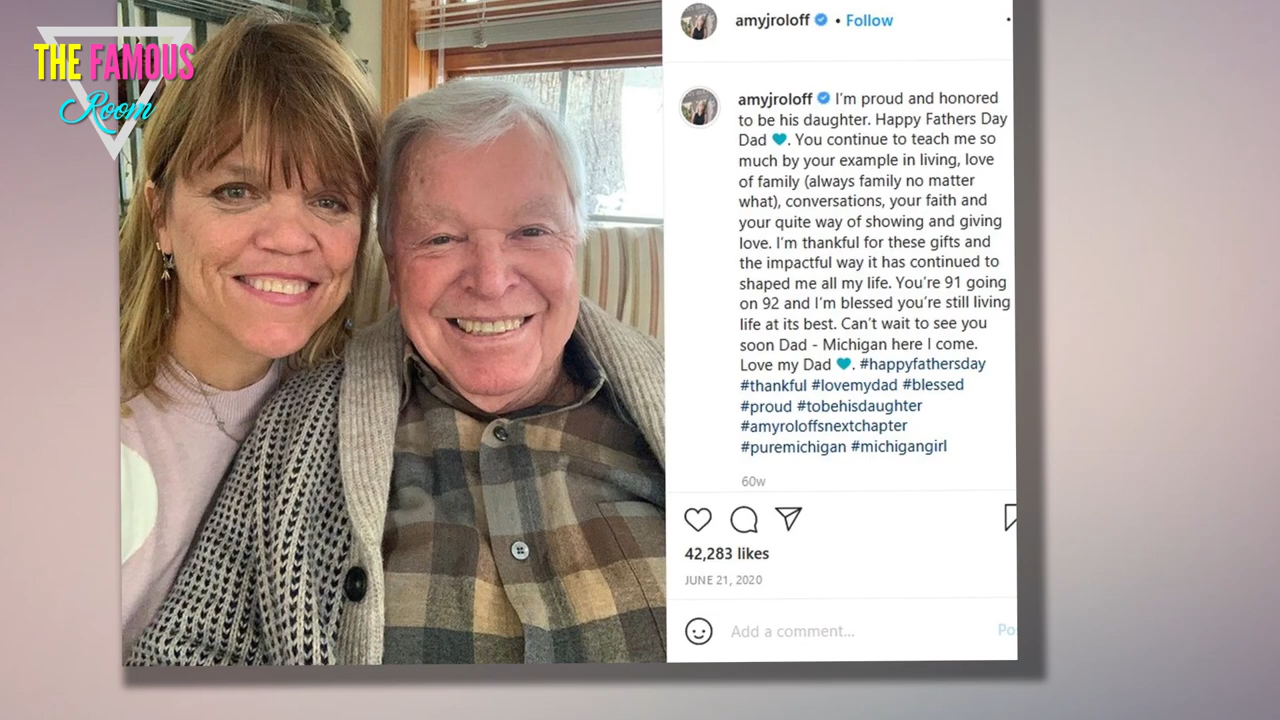 THE FAMOUS
Room
amyjroloff • Follow
amyjroloff I'm proud and honored
to be his daughter. Happy Fathers Day
Dad 💙. You continue to teach me so
much by your example in living, love
of family (always family no matter
what), conversations, your faith and
your quite way of showing and giving
love. I'm thankful for these gifts and
the impactful way it has continued to
shaped me all my life. You're 91 going
on 92 and I'm blessed you're still living
life at its best. Can't wait to see you
soon Dad - Michigan here I come.
Love my Dad 💙. #happyfathersday
#thankful #lovemydad #blessed
#proud #tobehisdaughter
#amyroloffsnextchapter
#puremichigan #michigangirl
60w
42,283 likes
JUNE 21, 2020
Add a comment...
Po